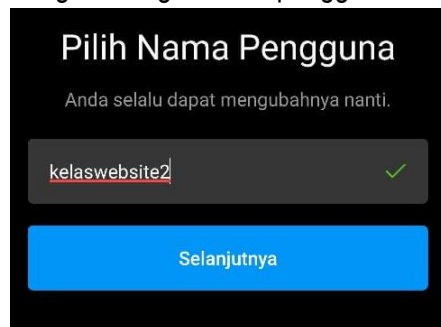 Pilih Nama Pengguna
Anda selalu dapat mengubahnya nanti.
kelaswebsite2
Selanjutnya